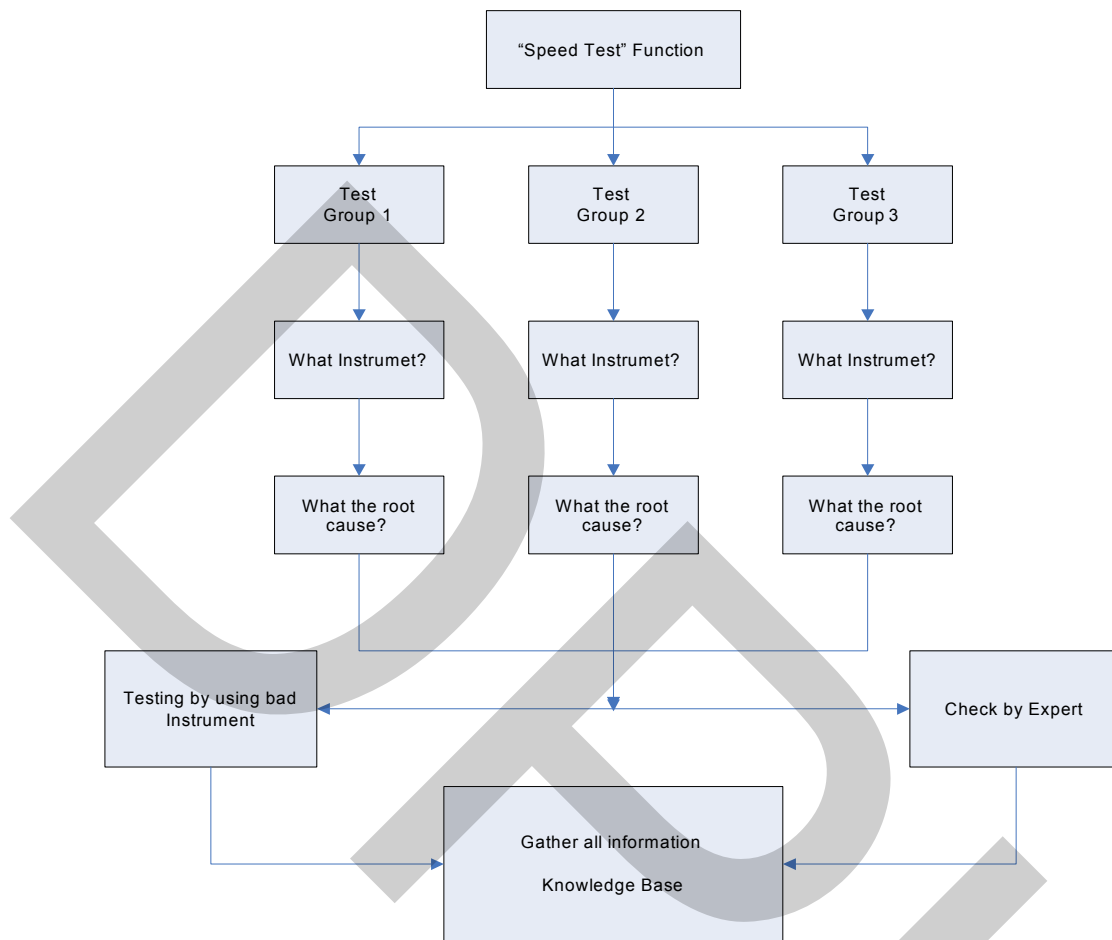 “Speed Test” Function
Test
Group 1
Test
Group 2
Test
Group 3
What Instrumet?
What Instrumet?
What Instrumet?
What the root
cause?
What the root
cause?
What the root
cause?
Testing by using bad
Instrument
Check by Expert
Gather all information
Knowledge Base